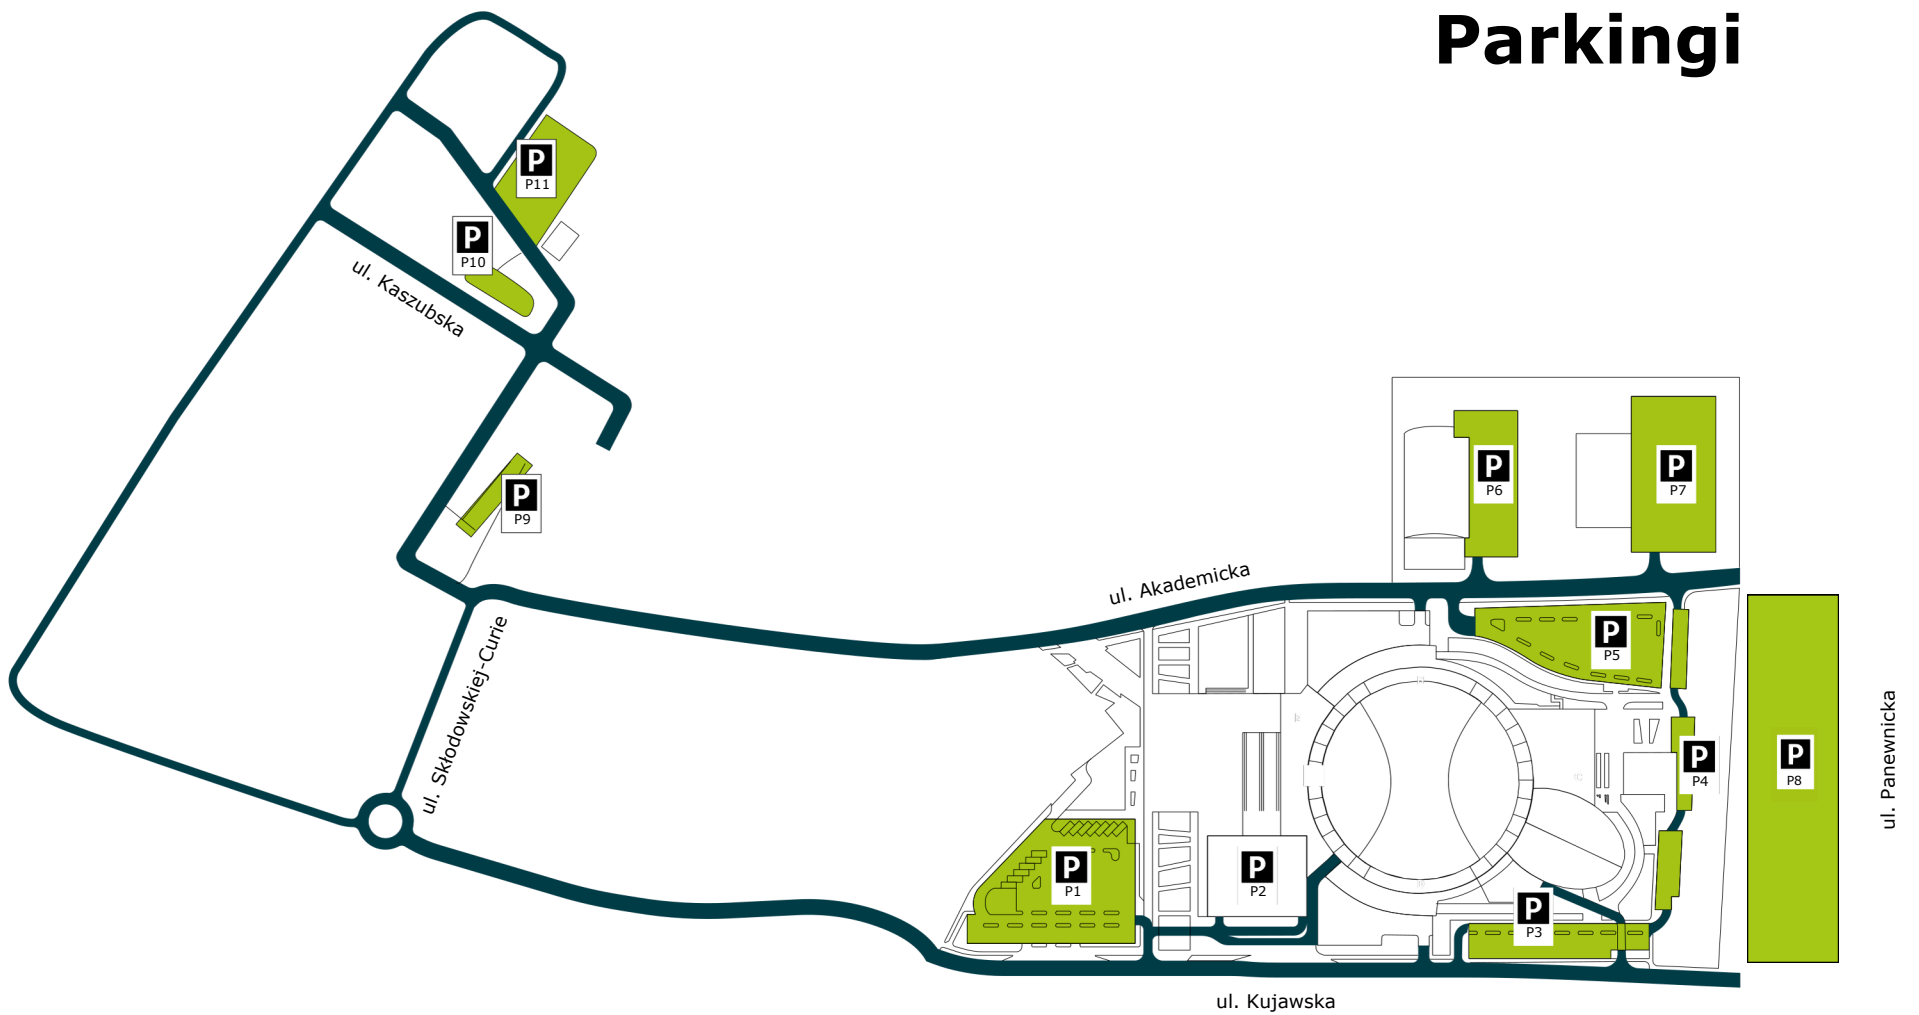 Parkingi
P
P11
P
P10
ul. Kaszubska
P
P9
P
P6
P
P7
ul. Akademicka
ul. Skłodowskiej-Curie
P
P5
P
P4
P
P8
ul. Panewnicka
P
P1
P
P2
P
P3
ul. Kujawska